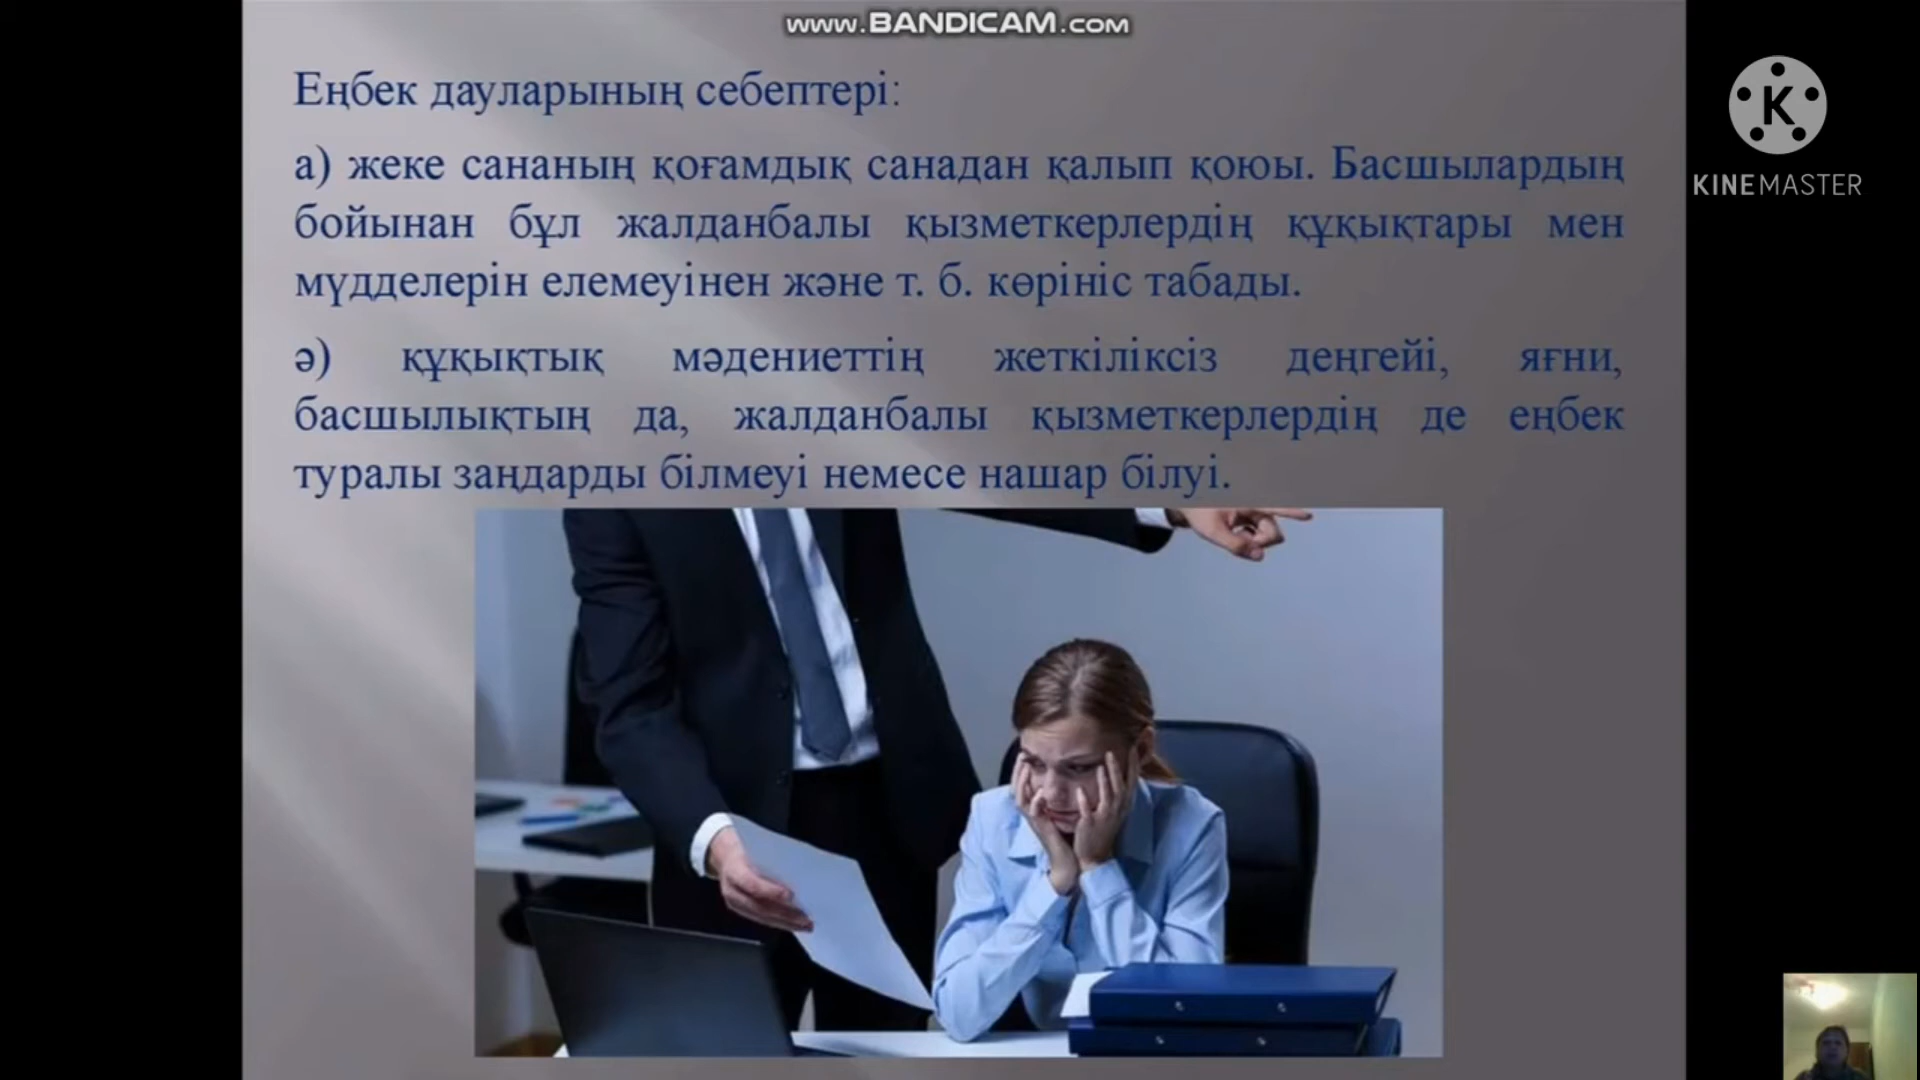 www.BANDICAM.com
Еңбек дауларының себептері:
а) жеке сананың қоғамдық санадан қалып қоюы. Басшылардың
бойынан бұл жалданбалы қызметкерлердің құқықтары мен
мүдделерін елемеуінен және т. б. көрініс табады.
ә) құқықтық мәдениеттің жеткіліксіз деңгейі, яғни,
басшылықтың да, жалданбалы қызметкерлердің де еңбек
туралы заңдарды білмеуі немесе нашар білуі.
K
KINEMASTER